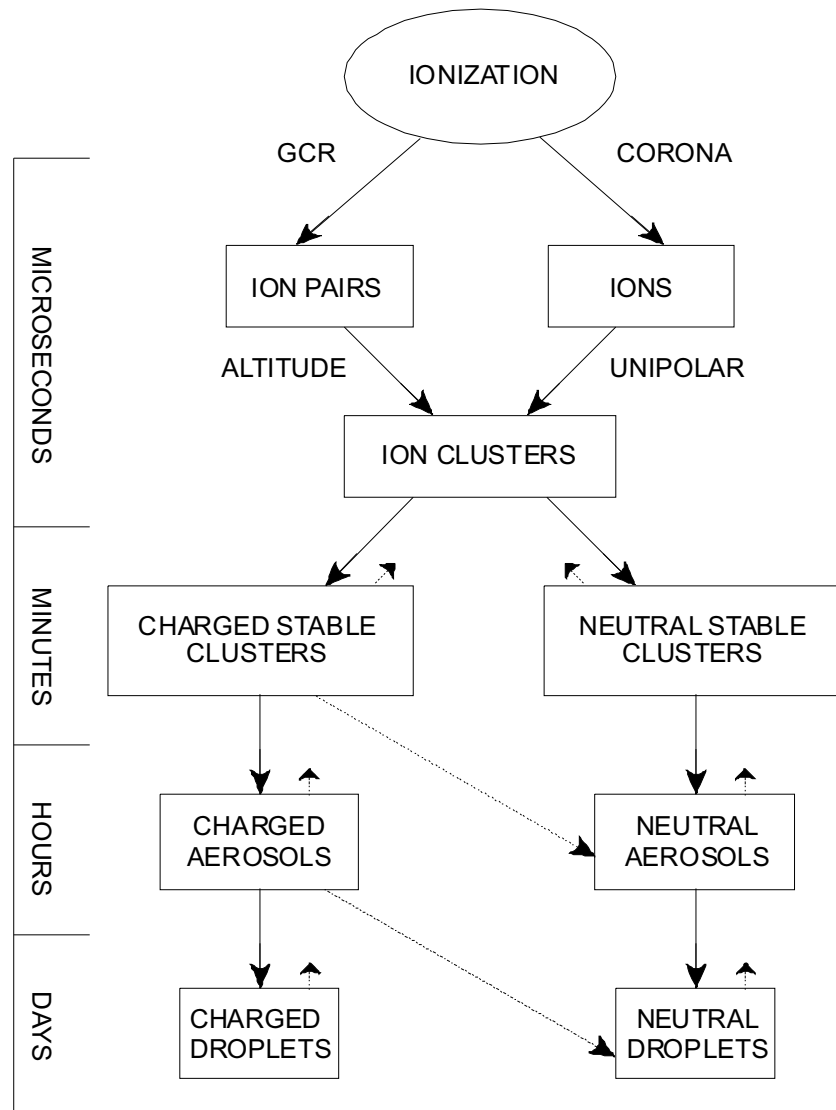 IONIZATION
GCR
CORONA
MICROSECONDS
ION PAIRS
IONS
ALTITUDE
UNIPOLAR
ION CLUSTERS
MINUTES
CHARGED STABLE
CLUSTERS
NEUTRAL STABLE
CLUSTERS
HOURS
CHARGED
AEROSOLS
NEUTRAL
AEROSOLS
DAYS
CHARGED
DROPLETS
NEUTRAL
DROPLETS